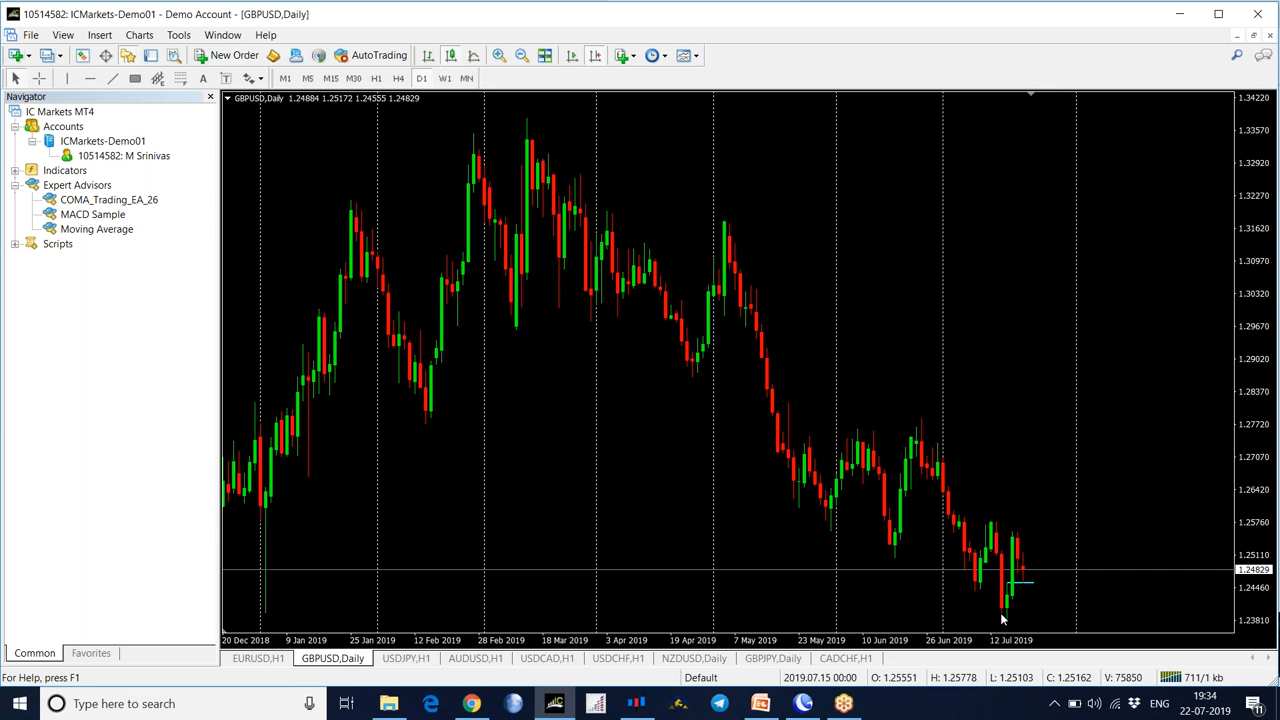 10514582: ICMarkets-Demo01 - Demo Account - [GBPUSD,Daily]
File View Insert Charts Tools Window Help
New Order AutoTrading
A T M1 M5 M15 M30 H1 H4 D1 W1 MN
Navigator
IC Markets MT4
Accounts
ICMarkets-Demo01
10514582: M Srinivas
Indicators
Expert Advisors
COMA_Trading_EA_26
MACD Sample
Moving Average
Scripts
Common Favorites
GBPUSD,Daily 1.24884 1.25172 1.24555 1.24829
1.34220
1.33570
1.32920
1.32270
1.31620
1.30970
1.30320
1.29670
1.29020
1.28370
1.27720
1.27070
1.26420
1.25760
1.25110
1.24829
1.24460
1.23810
20 Dec 2018 9 Jan 2019 25 Jan 2019 12 Feb 2019 28 Feb 2019 18 Mar 2019 3 Apr 2019 19 Apr 2019 7 May 2019 23 May 2019 10 Jun 2019 26 Jun 2019 12 Jul 2019
EURUSD,H1 GBPUSD,Daily USDJPY,H1 AUDUSD,H1 USDCAD,H1 USDCHF,H1 NZDUSD,Daily GBPJPY,Daily CADCHF,H1
For Help, press F1 Default 2019.07.15 00:00 O: 1.25551 H: 1.25778 L: 1.25103 C: 1.25162 V: 75850 711/1 kb
Type here to search
ENG
19:34
22-07-2019
11